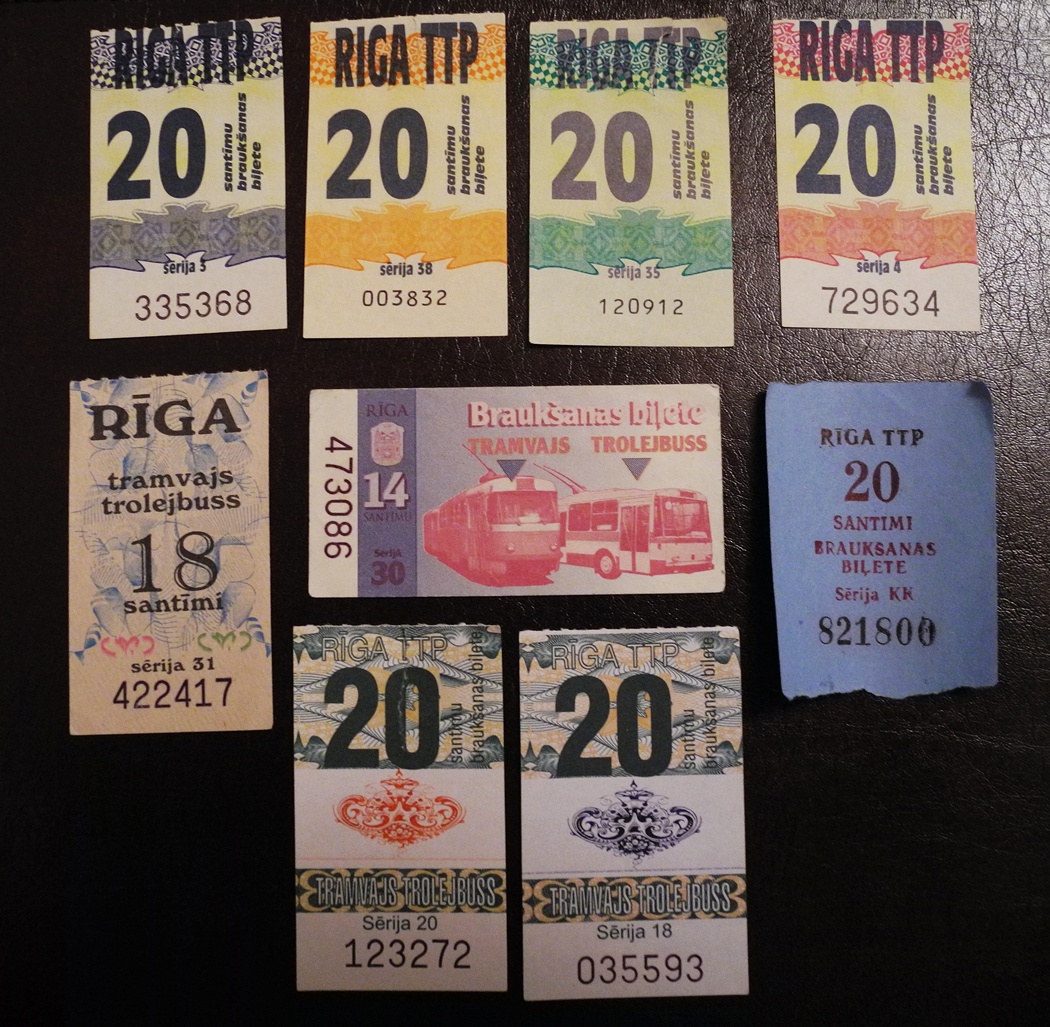 RIGA TTP
20
santīmu
braukšanas
biļete
sērija 3
335368
RIGA TTP
20
santīmu
braukšanas
biļete
sērija 38
003832
RIGA TTP
20
santīmu
braukšanas
biļete
sērija 35
120912
RIGA TTP
20
santīmu
braukšanas
biļete
sērija 4
729634
RĪGA
tramvajs
trolejbuss
18
santīmi
sērija 31
422417
473086
RĪGA
14
SANTĪMU
Sērija
30
Braukšanas biļete
TRAMVAJS TROLEJBUSS
RĪGA TTP
20
SANTIMI
BRAUKSANAS
BIĻETE
Sērija KK
821800
RĪGA TTP
20
santīmu
braukšanas biļete
TRAMVAJS TROLEJBUSS
Sērija 20
123272
RĪGA TTP
20
santīmu
braukšanas biļete
TRAMVAJS TROLEJBUSS
Sērija 18
035593